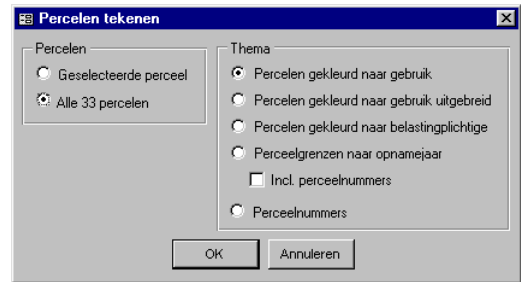 Percelen tekenen
Percelen
Geselecteerde perceel
Alle 33 percelen
Thema
Percelen gekleurd naar gebruik
Percelen gekleurd naar gebruik uitgebreid
Percelen gekleurd naar belastingplichtige
Perceelgrenzen naar opnamejaar
Incl. perceelnummers
Perceelnummers
OK
Annuleren